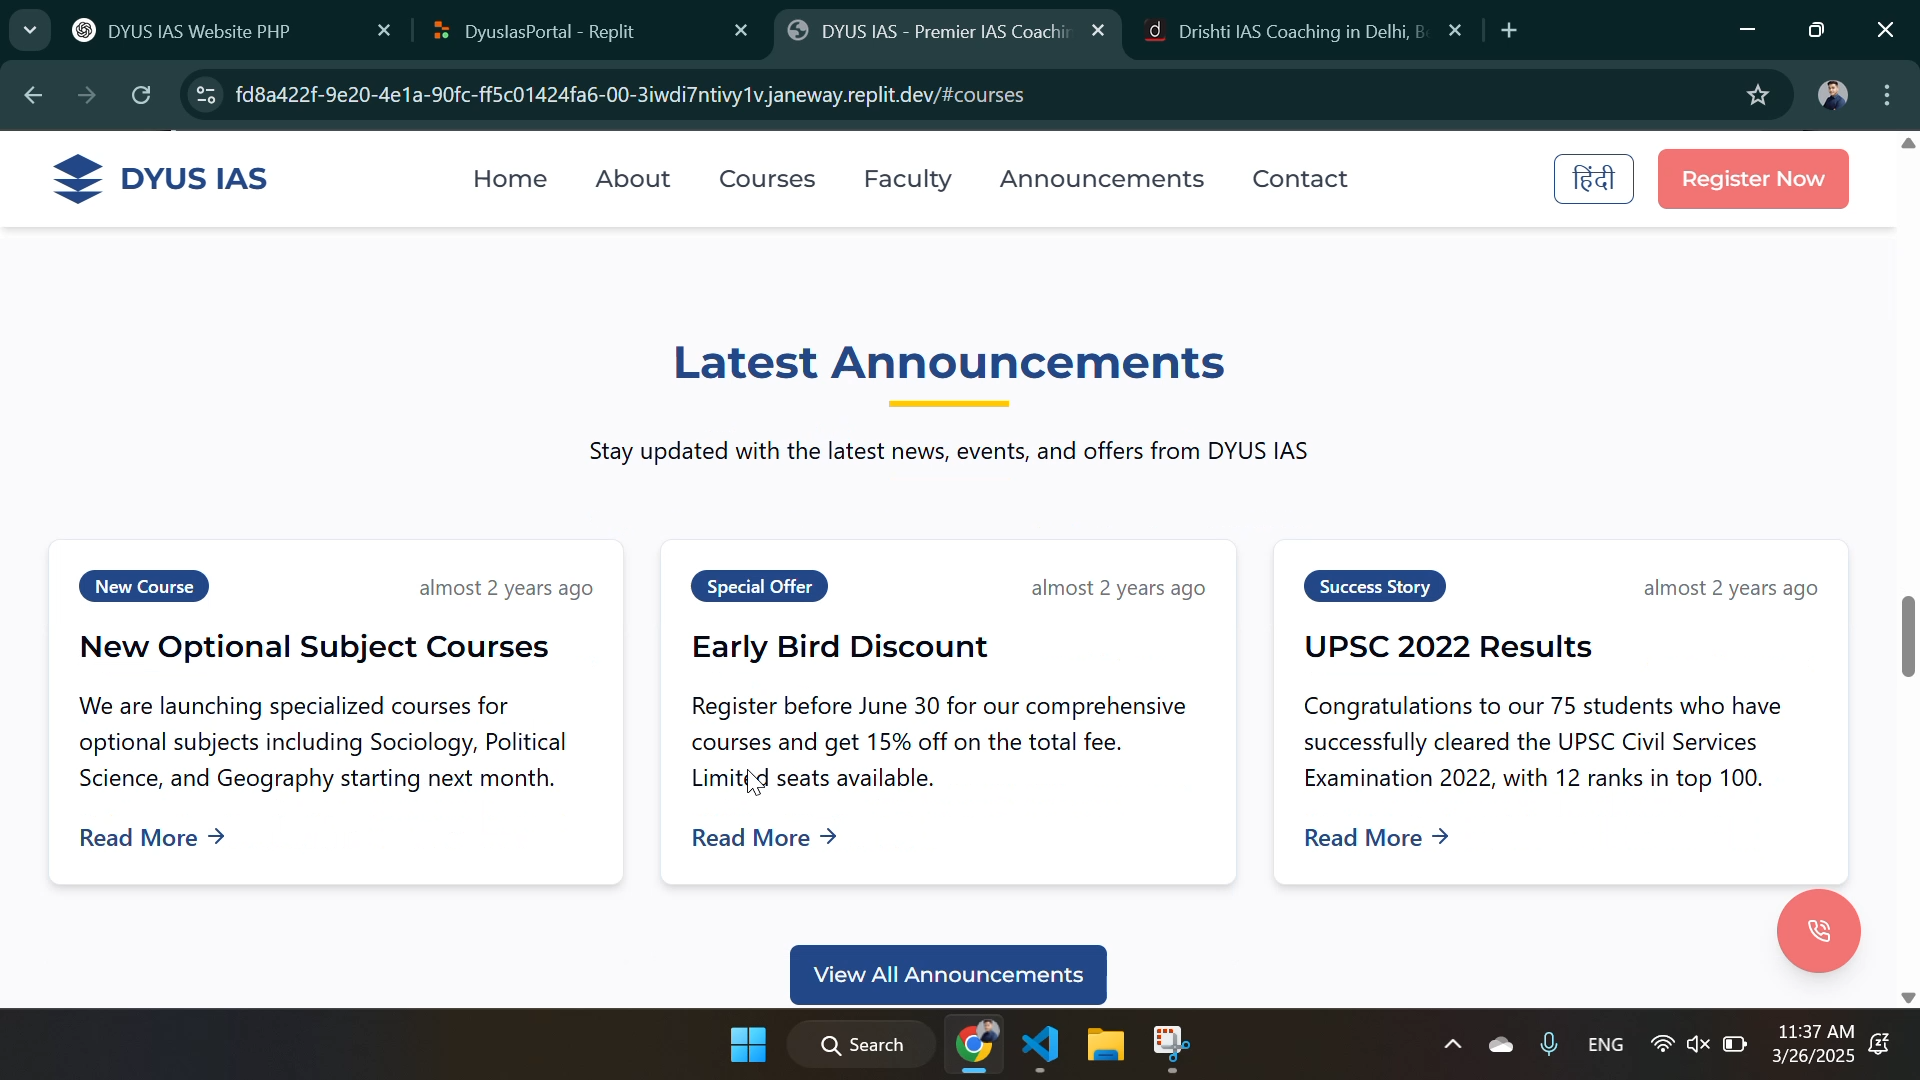 DYUS IAS Website PHP
DyusIasPortal - Replit
DYUS IAS - Premier IAS Coachin
Drishti IAS Coaching in Delhi, B
fd8a422f-9e20-4e1a-90fc-ff5c01424fa6-00-3iwdi7ntivy1v.janeway.replit.dev/#courses
DYUS IAS
Home
About
Courses
Faculty
Announcements
Contact
हिंदी
Register Now
Latest Announcements
Stay updated with the latest news, events, and offers from DYUS IAS
New Course
almost 2 years ago
New Optional Subject Courses
We are launching specialized courses for
optional subjects including Sociology, Political
Science, and Geography starting next month.
Read More →
Special Offer
almost 2 years ago
Early Bird Discount
Register before June 30 for our comprehensive
courses and get 15% off on the total fee.
Limited seats available.
Read More →
Success Story
almost 2 years ago
UPSC 2022 Results
Congratulations to our 75 students who have
successfully cleared the UPSC Civil Services
Examination 2022, with 12 ranks in top 100.
Read More →
View All Announcements
Search
ENG
11:37 AM
3/26/2025